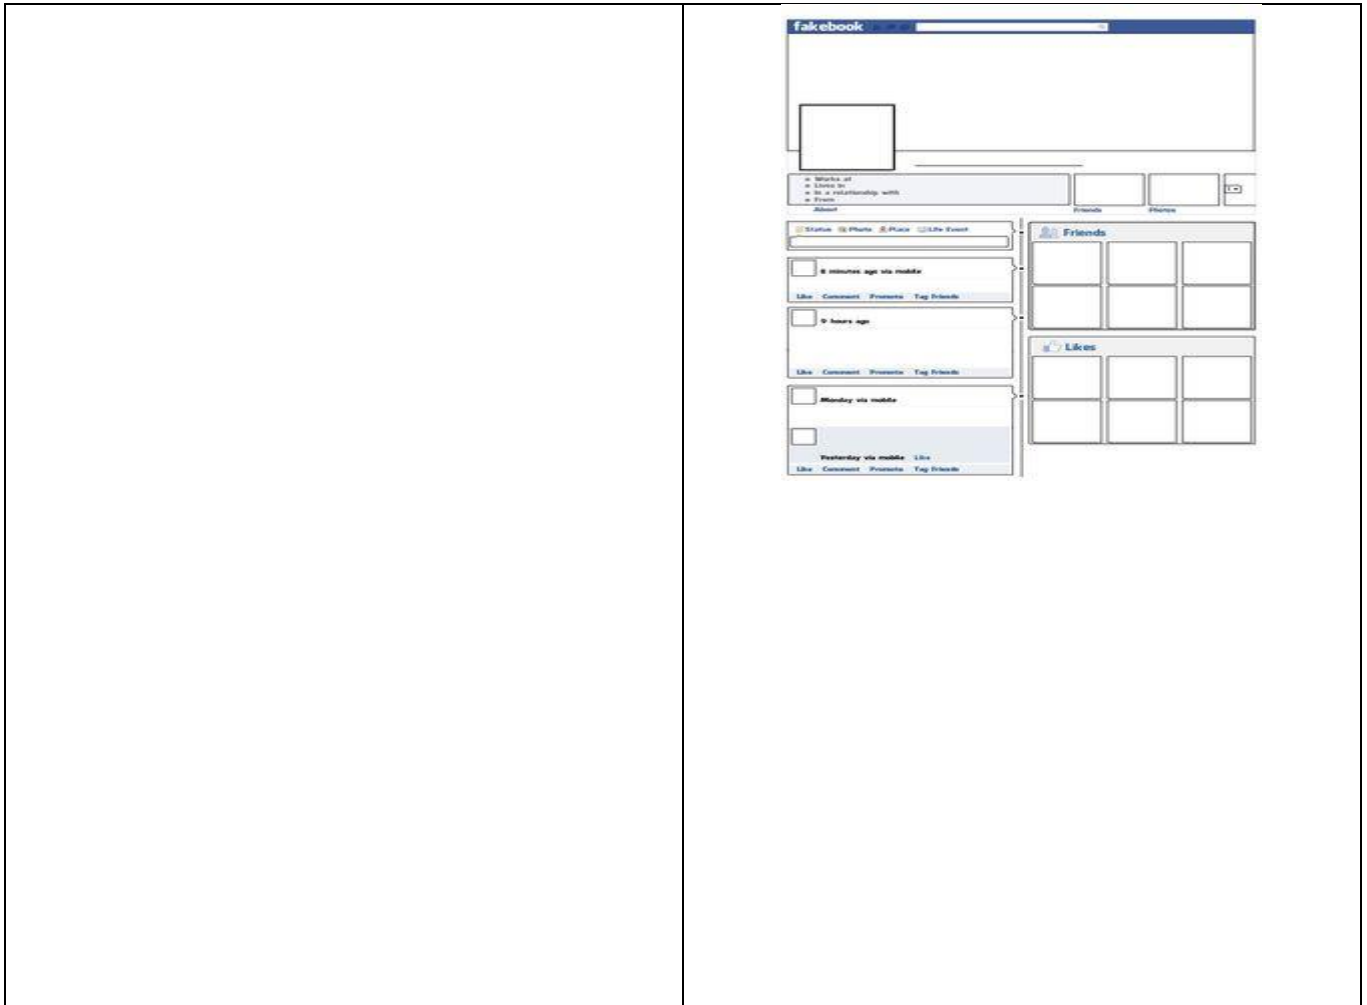 fakebook
Works at
Lives in
In a relationship with
From
About
Friends
Photos
Status Photo Place Life Event
8 minutes ago via mobile
Like Comment Promote Tag Friends
9 hours ago
Like Comment Promote Tag Friends
Monday via mobile
Yesterday via mobile Like
Like Comment Promote Tag Friends
Friends
Likes